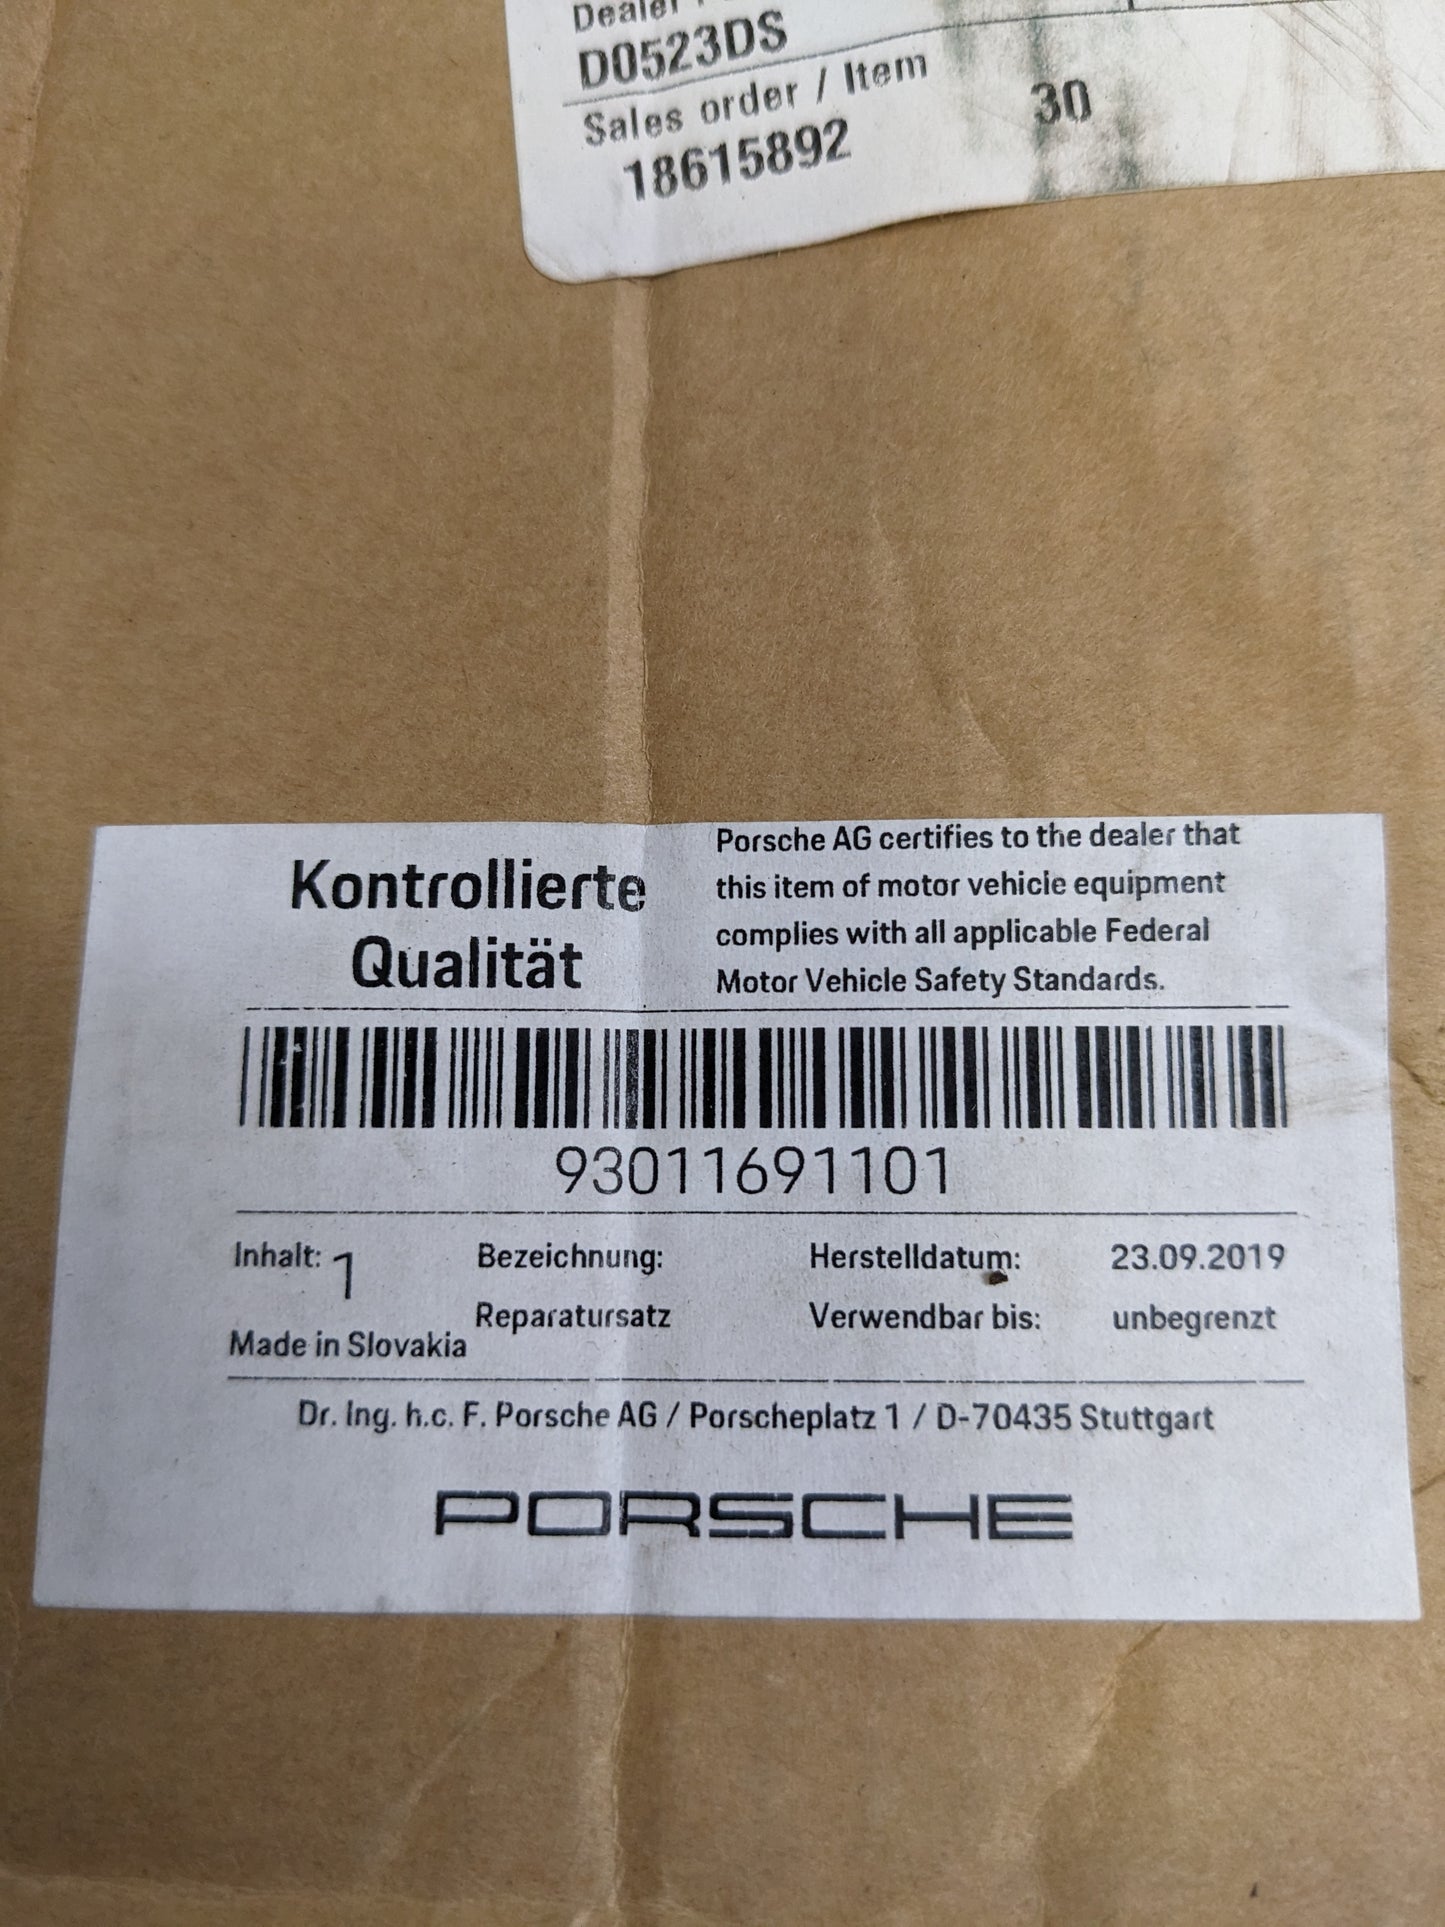 Dealer
D0523DS
Sales order / Item
18615892 30
Kontrollierte
Qualität
Porsche AG certifies to the dealer that
this item of motor vehicle equipment
complies with all applicable Federal
Motor Vehicle Safety Standards.
93011691101
Inhalt: 1
Made in Slovakia
Bezeichnung:
Reparatursatz
Herstelldatum: 23.09.2019
Verwendbar bis: unbegrenzt
Dr. Ing. h.c. F. Porsche AG / Porscheplatz 1 / D-70435 Stuttgart
PORSCHE